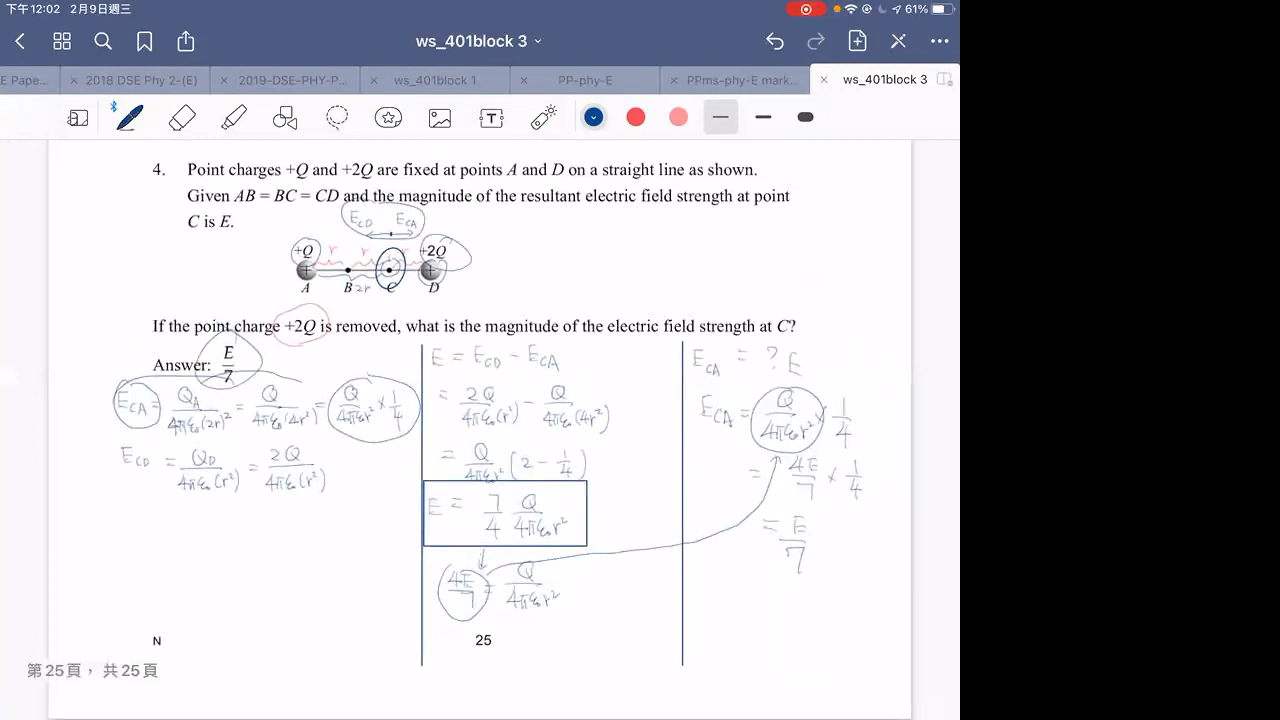 下午12:02 2月9日週三
61%
ws_401block 3
E Pape... × 2018 DSE Phy 2-(E) × 2019-DSE-PHY-P... × ws_401block 1 × PP-phy-E × PPms-phy-E mark... × ws_401block 3
4. Point charges +Q and +2Q are fixed at points A and D on a straight line as shown.
Given AB = BC = CD and the magnitude of the resultant electric field strength at point
C is E.
E_CD E_CA
+Q r r r +2Q
A B 2r C D
If the point charge +2Q is removed, what is the magnitude of the electric field strength at C?
Answer: E/7
E_CA = Q_A/4πε₀(2r)² = Q/4πε₀(4r²) = Q/4πε₀r² × 1/4
E_CD = Q_D/4πε₀(r²) = 2Q/4πε₀(r²)
E = E_CD − E_CA
= 2Q/4πε₀(r²) − Q/4πε₀(4r²)
= Q/4πε₀r² (2 − 1/4)
E = 7/4 Q/4πε₀r²
4E/7 = Q/4πε₀r²
E_CA = ? E
E_CA = Q/4πε₀r² × 1/4
= 4E/7 × 1/4
= E/7
N 25
第25頁，共25頁